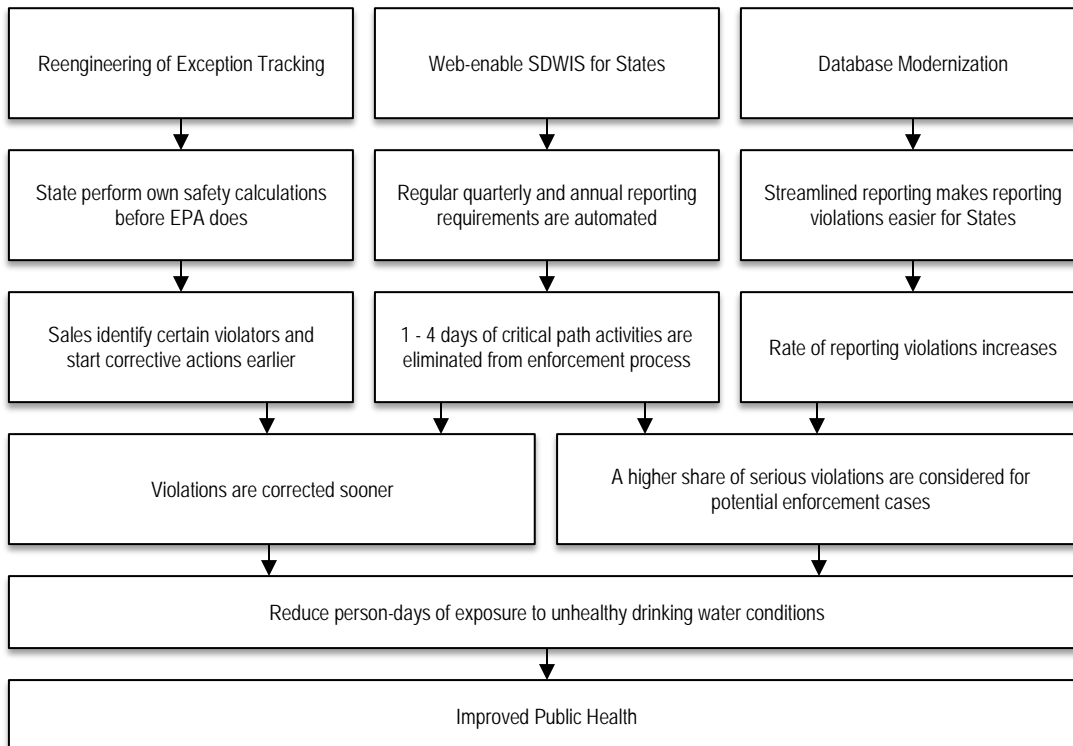 Reengineering of Exception Tracking
Web-enable SDWIS for States
Database Modernization
State perform own safety calculations
before EPA does
Regular quarterly and annual reporting
requirements are automated
Streamlined reporting makes reporting
violations easier for States
Sales identify certain violators and
start corrective actions earlier
1 - 4 days of critical path activities are
eliminated from enforcement process
Rate of reporting violations increases
Violations are corrected sooner
A higher share of serious violations are considered for
potential enforcement cases
Reduce person-days of exposure to unhealthy drinking water conditions
Improved Public Health